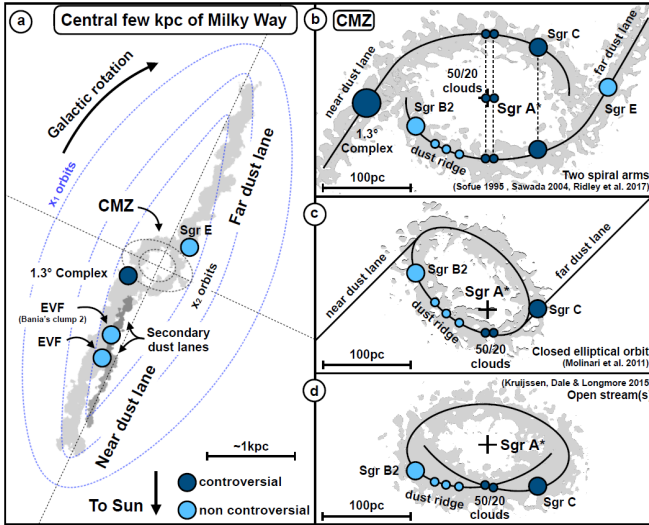 a
Central few kpc of Milky Way
Galactic rotation
x1 orbits
CMZ
Far dust lane
Sgr E
1.3° Complex
x2 orbits
EVF
(Bania's clump 2)
EVF
Secondary
dust lanes
Near dust lane
~1kpc
To Sun
controversial
non controversial
b
CMZ
near dust lane
Sgr C
far dust lane
50/20
clouds
Sgr A*
Sgr B2
Sgr E
1.3°
Complex
dust ridge
100pc
Two spiral arms
(Sofue 1995 , Sawada 2004, Ridley et al. 2017)
c
near dust lane
far dust lane
Sgr B2
Sgr A*
Sgr C
dust ridge
50/20
clouds
100pc
Closed elliptical orbit
(Molinari et al. 2011)
d
(Kruijssen, Dale & Longmore 2015)
Open stream(s)
Sgr A*
Sgr B2
dust ridge
50/20
clouds
Sgr C
100pc